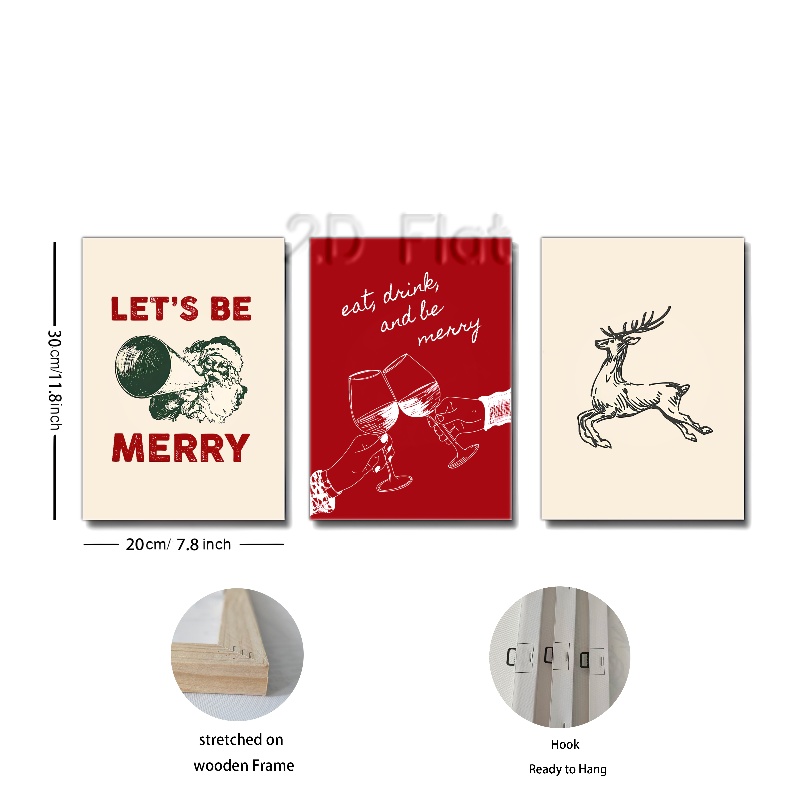 2D Flat
LET'S BE
MERRY
eat, drink,
and be
merry
30cm/11.8inch
20cm/ 7.8 inch
stretched on
wooden Frame
Hook
Ready to Hang